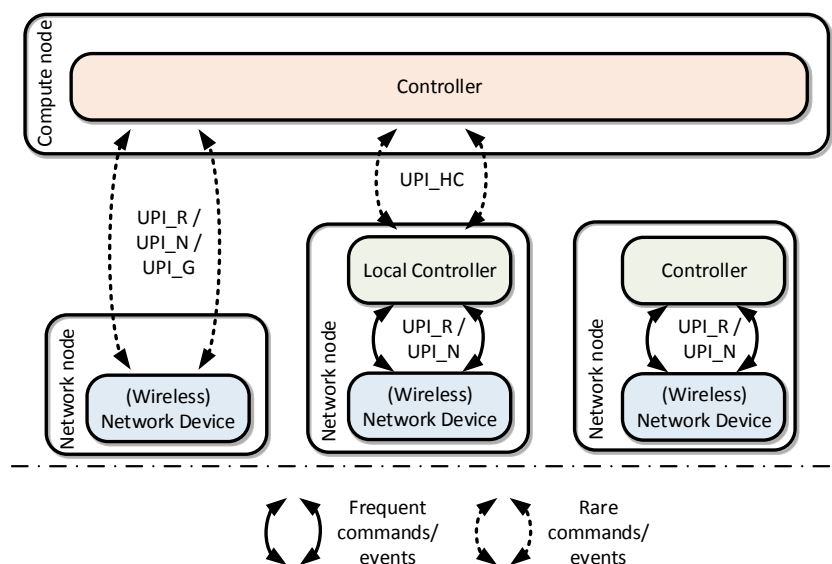 Compute node
Controller
UPI_HC
UPI_R /
UPI_N /
UPI_G
Network node
(Wireless)
Network Device
Network node
Local Controller
UPI_R /
UPI_N
(Wireless)
Network Device
Network node
Controller
UPI_R /
UPI_N
(Wireless)
Network Device
Frequent
commands/
events
Rare
commands/
events